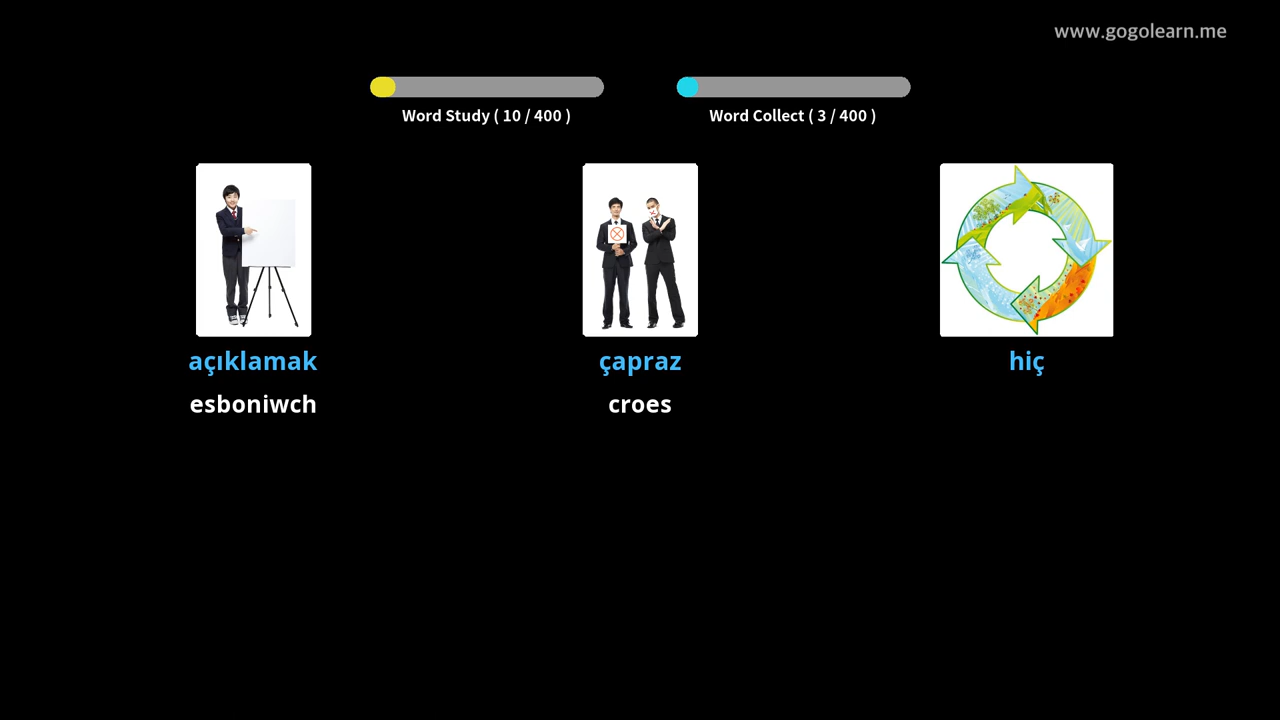 www.gogolearn.me
Word Study ( 10 / 400 )
Word Collect ( 3 / 400 )
açıklamak
çapraz
hiç
esboniwch
croes